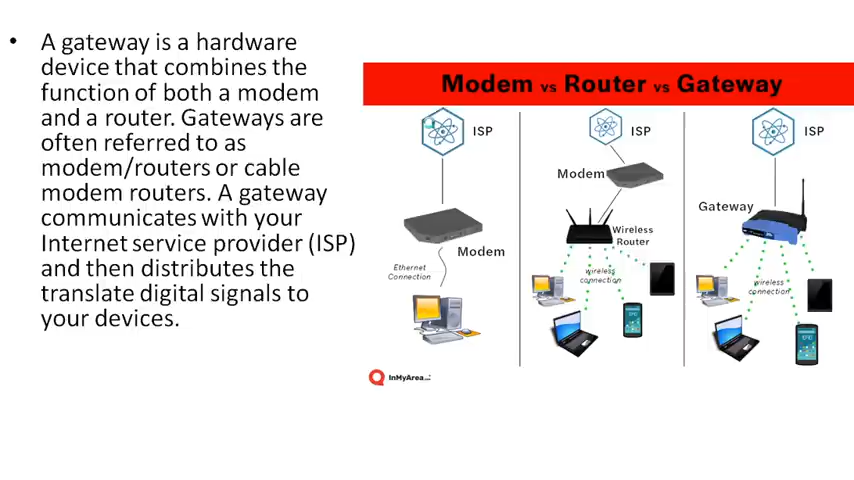 • A gateway is a hardware
device that combines the
function of both a modem
and a router. Gateways are
often referred to as
modem/routers or cable
modem routers. A gateway
communicates with your
Internet service provider (ISP)
and then distributes the
translate digital signals to
your devices.
Modem vs Router vs Gateway
ISP
Modem
Ethernet
Connection
ISP
Modem
Wireless
Router
wireless
connection
ISP
Gateway
wireless
connection
InMyArea